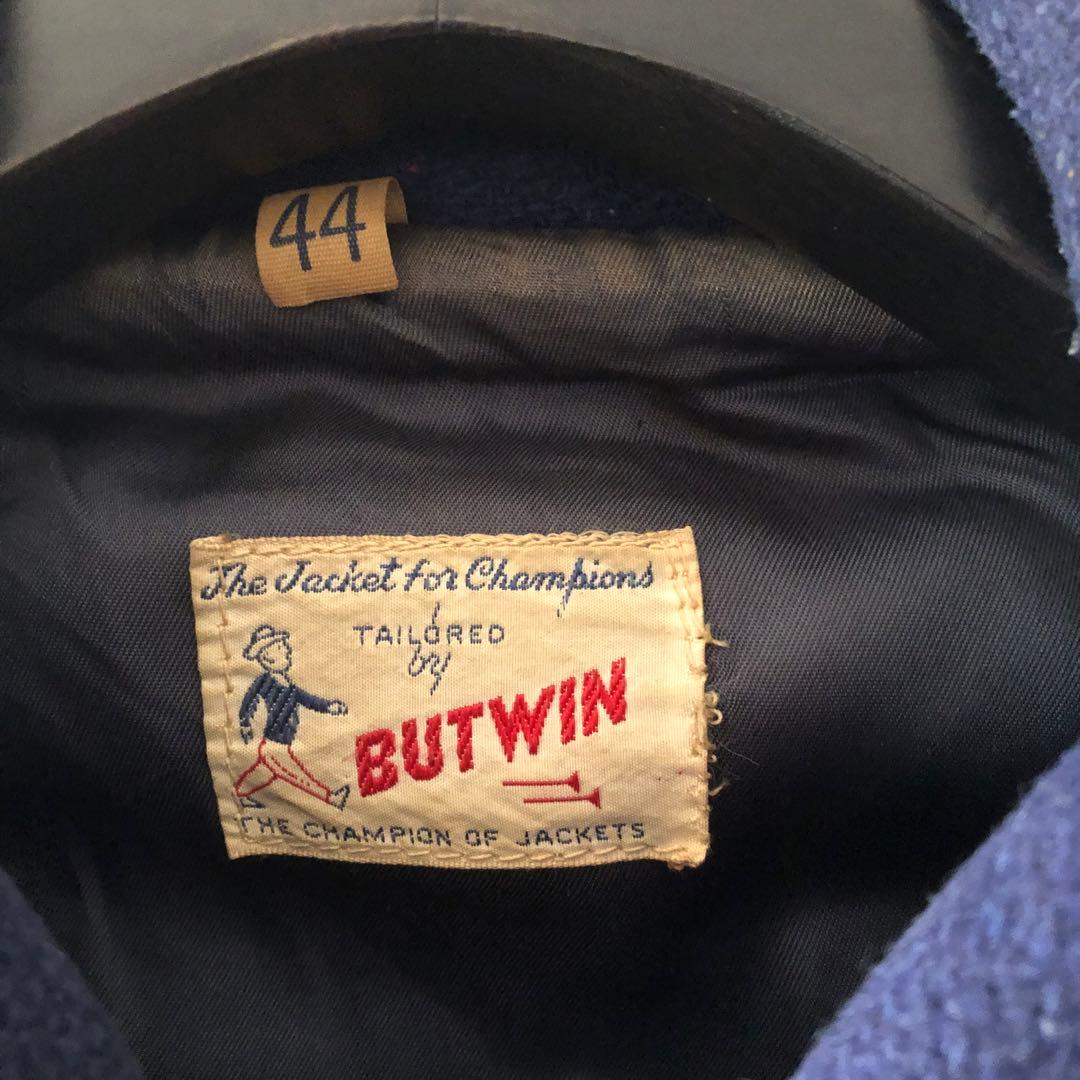 44
The Jacket for Champions
TAILORED
by
BUTWIN
THE CHAMPION OF JACKETS